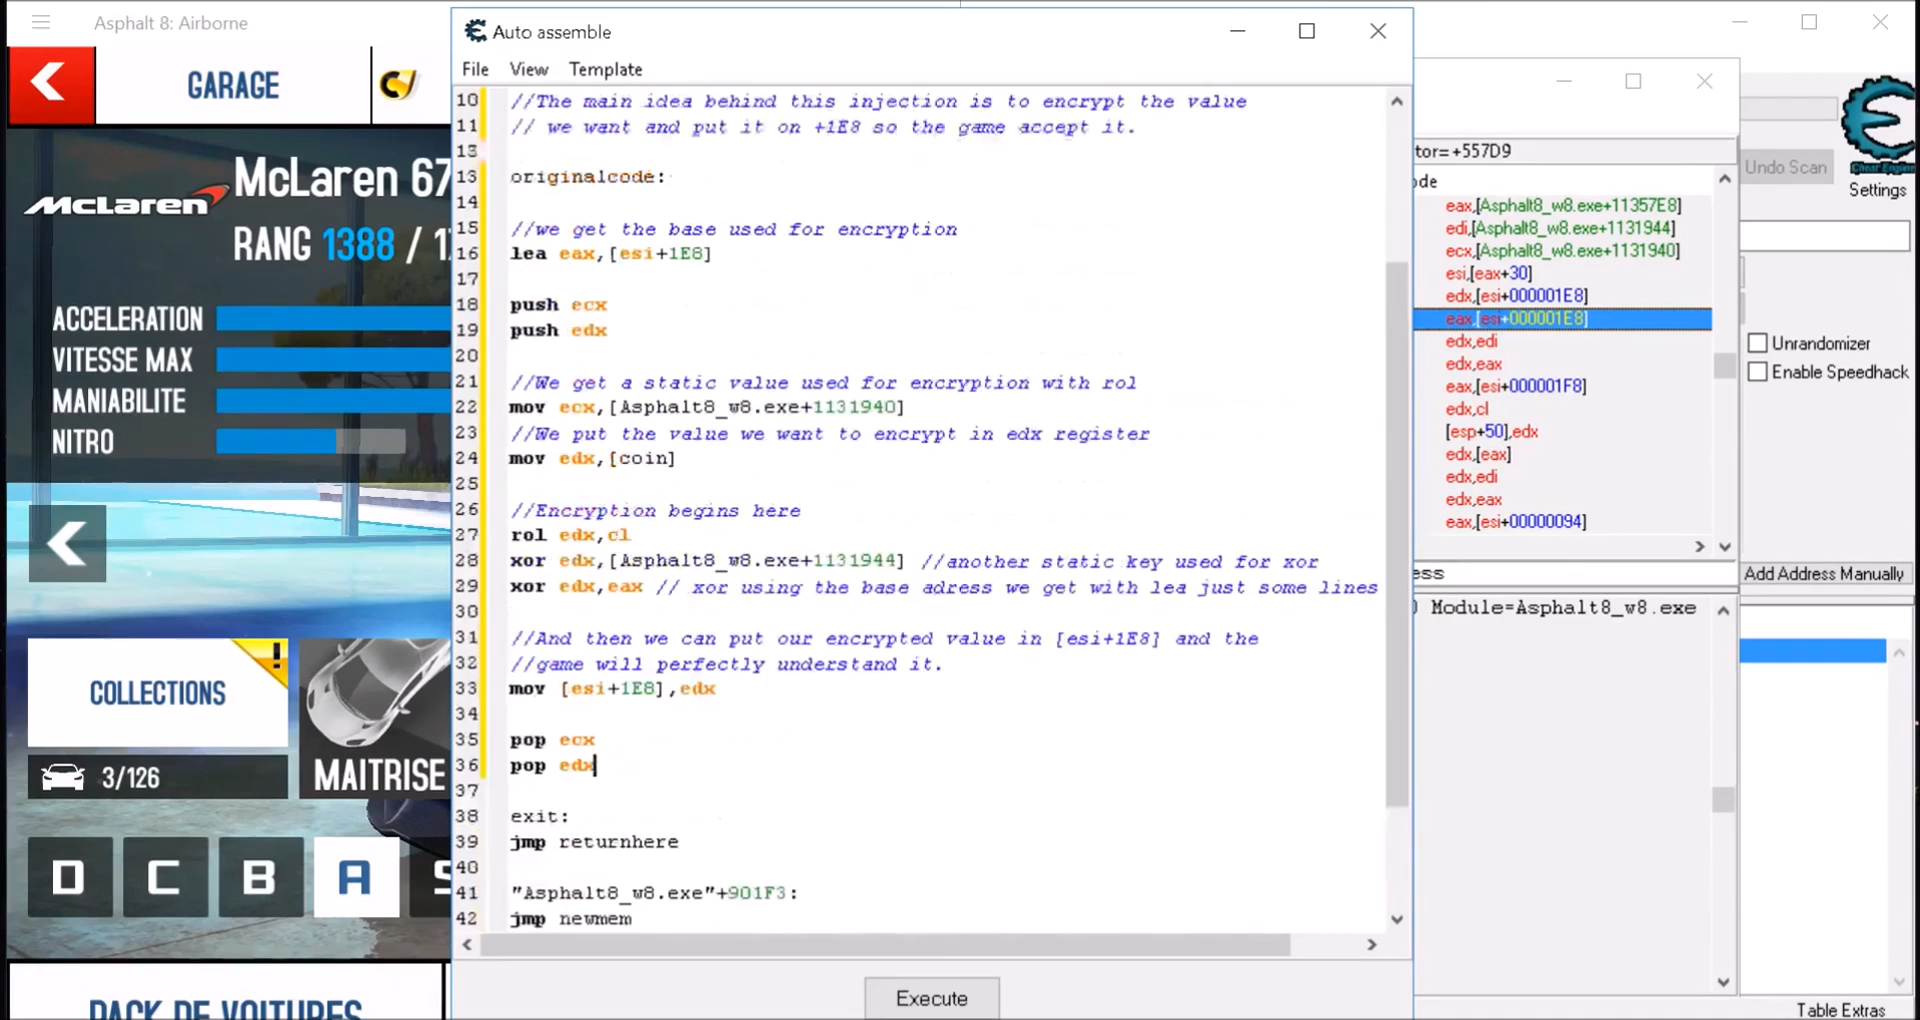 Asphalt 8: Airborne
GARAGE
McLaren 67
McLaren
RANG 1388 / 1
ACCELERATION
VITESSE MAX
MANIABILITE
NITRO
COLLECTIONS
!
3/126
MAITRISE
D C B A S
PACK DE VOITURES
Auto assemble
File View Template
10 //The main idea behind this injection is to encrypt the value
11 // we want and put it on +1E8 so the game accept it.
13 originalcode:
14
15 //we get the base used for encryption
16 lea eax,[esi+1E8]
17
18 push ecx
19 push edx
20
21 //We get a static value used for encryption with rol
22 mov ecx,[Asphalt8_w8.exe+1131940]
23 //We put the value we want to encrypt in edx register
24 mov edx,[coin]
25
26 //Encryption begins here
27 rol edx,cl
28 xor edx,[Asphalt8_w8.exe+1131944] //another static key used for xor
29 xor edx,eax // xor using the base adress we get with lea just some lines
30
31 //And then we can put our encrypted value in [esi+1E8] and the
32 //game will perfectly understand it.
33 mov [esi+1E8],edx
34
35 pop ecx
36 pop edx
37
38 exit:
39 jmp returnhere
40
41 "Asphalt8_w8.exe"+901F3:
42 jmp newmem
Execute
tor=+557D9
ode
eax,[Asphalt8_w8.exe+11357E8]
edi,[Asphalt8_w8.exe+1131944]
ecx,[Asphalt8_w8.exe+1131940]
esi,[eax+30]
edx,[esi+000001E8]
eax,[esi+000001E8]
edx,edi
edx,eax
eax,[esi+000001F8]
edx,cl
[esp+50],edx
edx,[eax]
edx,edi
edx,eax
eax,[esi+00000094]
ess
) Module=Asphalt8_w8.exe
Undo Scan
Cheat Engine
Settings
Unrandomizer
Enable Speedhack
Add Address Manually
Table Extras